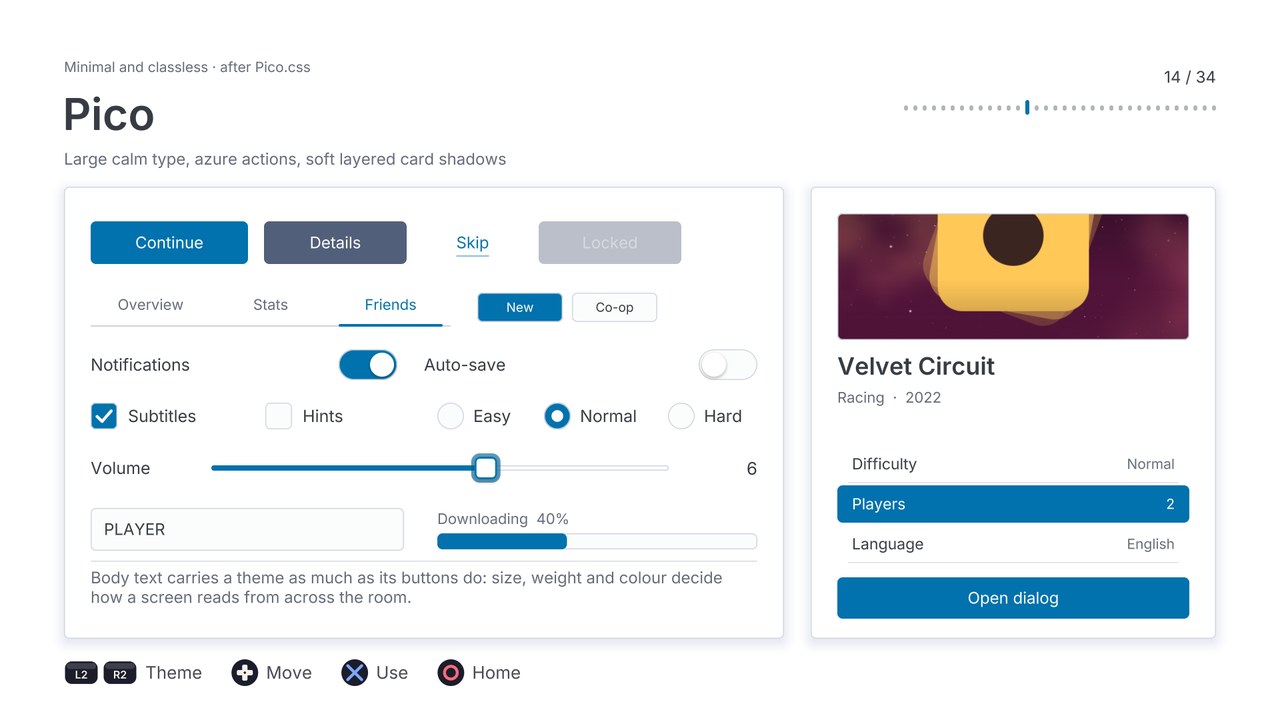 Minimal and classless · after Pico.css
14 / 34
Pico
Large calm type, azure actions, soft layered card shadows
Continue
Details
Skip
Locked
Overview
Stats
Friends
New
Co-op
Notifications
Auto-save
Subtitles
Hints
Easy
Normal
Hard
Volume
6
PLAYER
Downloading 40%
Body text carries a theme as much as its buttons do: size, weight and colour decide
how a screen reads from across the room.
Velvet Circuit
Racing · 2022
Difficulty
Normal
Players
2
Language
English
Open dialog
L2
R2
Theme
Move
Use
Home